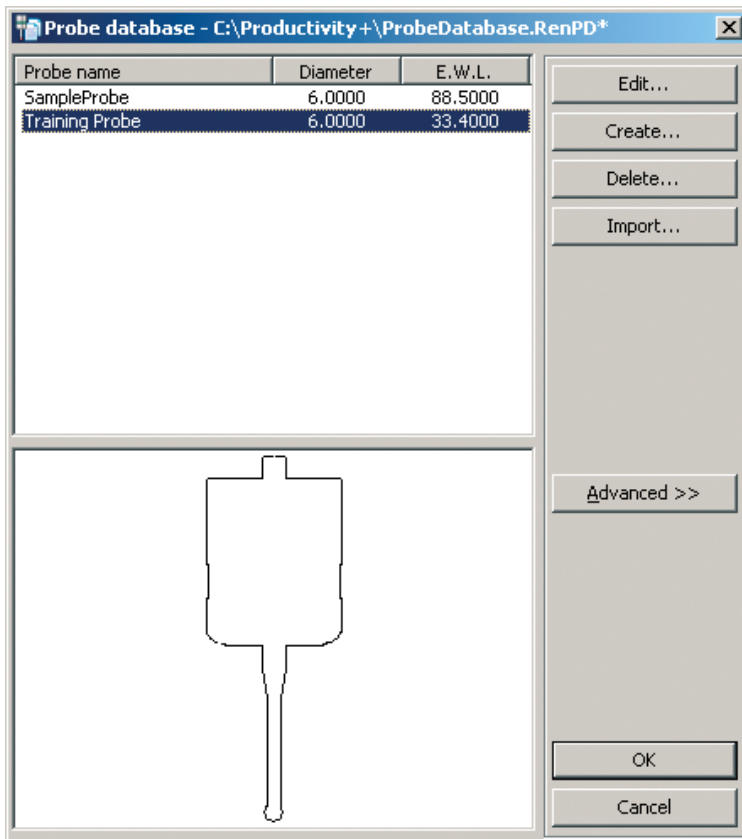 Probe database - C:\Productivity+\ProbeDatabase.RenPD*
Probe name Diameter E.W.L.
SampleProbe 6.0000 88.5000
Training Probe 6.0000 33.4000
Edit...
Create...
Delete...
Import...
Advanced >>
OK
Cancel